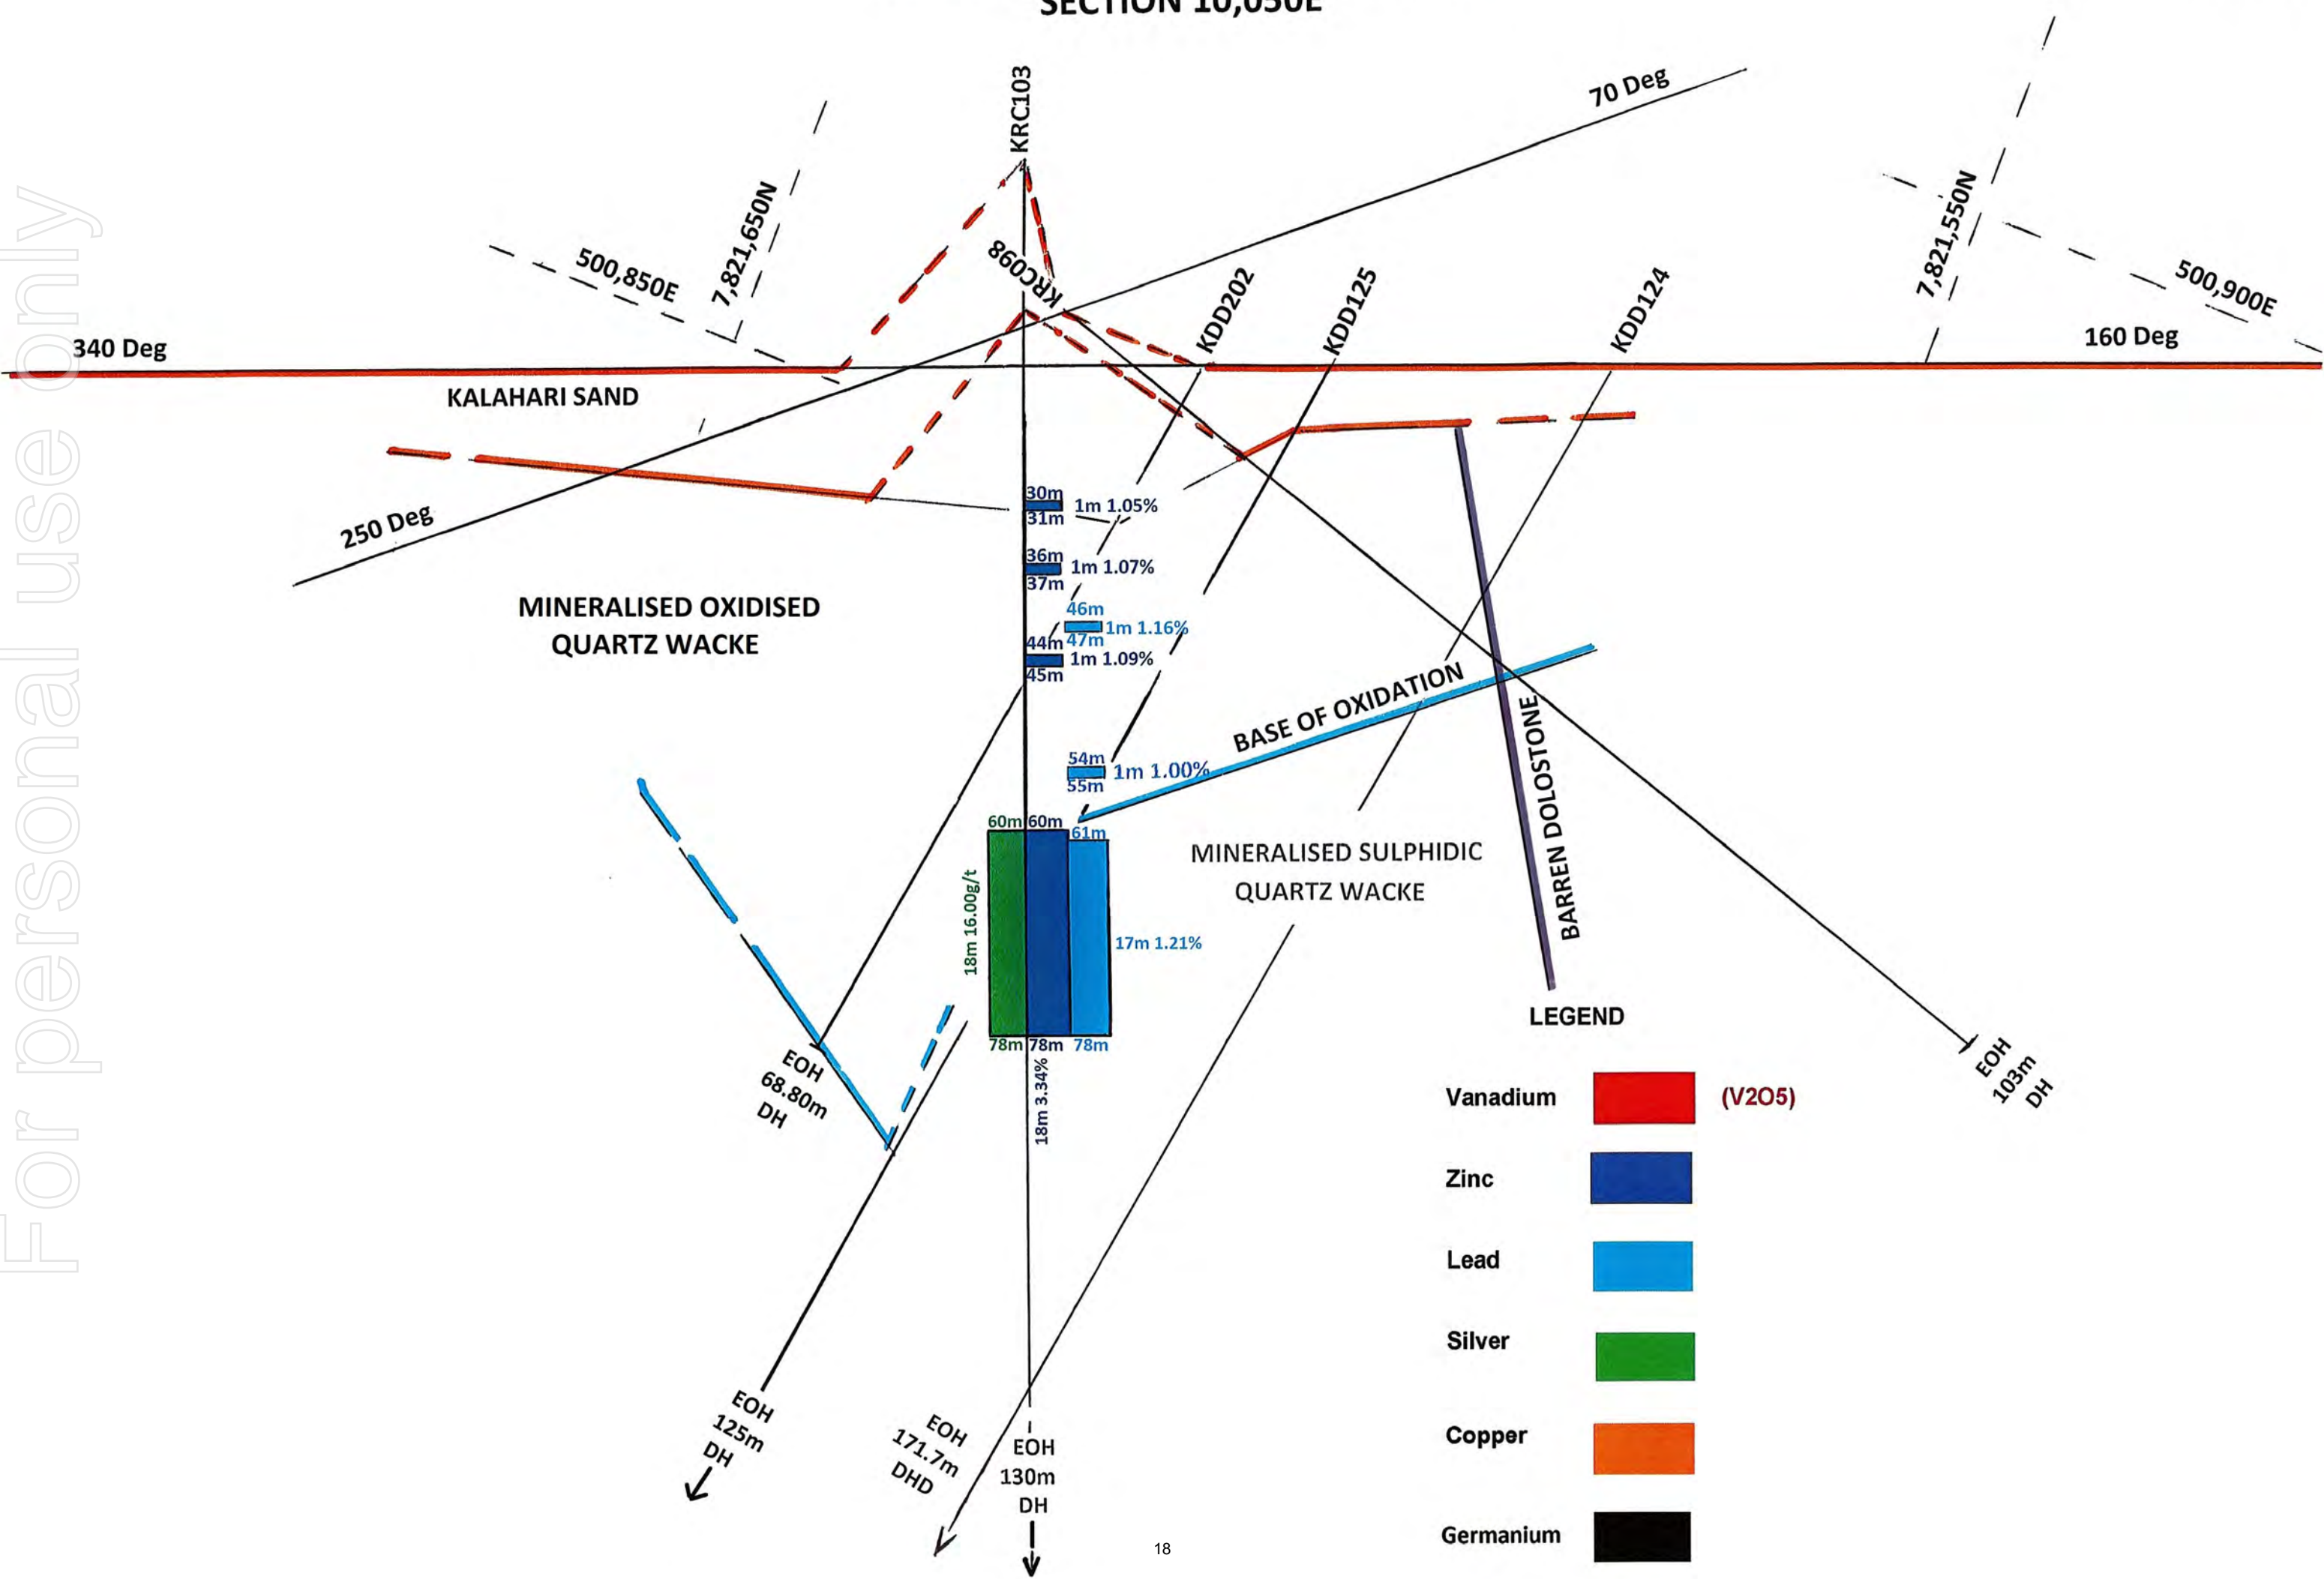 SECTION 10,050E
For personal use only
KRC103
70 Deg
7,821,650N
500,850E
KRC098
KDD202
KDD125
KDD124
7,821,550N
500,900E
340 Deg
160 Deg
KALAHARI SAND
250 Deg
30m
1m 1.05%
31m
36m
1m 1.07%
37m
MINERALISED OXIDISED
QUARTZ WACKE
46m
1m 1.16%
47m
44m
1m 1.09%
45m
BASE OF OXIDATION
54m
1m 1.00%
55m
BARREN DOLOSTONE
60m
60m
61m
MINERALISED SULPHIDIC
QUARTZ WACKE
18m 16.00g/t
17m 1.21%
78m
78m
78m
18m 3.34%
EOH
68.80m
DH
EOH
103m
DH
EOH
125m
DH
EOH
171.7m
DHD
EOH
130m
DH
LEGEND
Vanadium (V2O5)
Zinc
Lead
Silver
Copper
Germanium
18